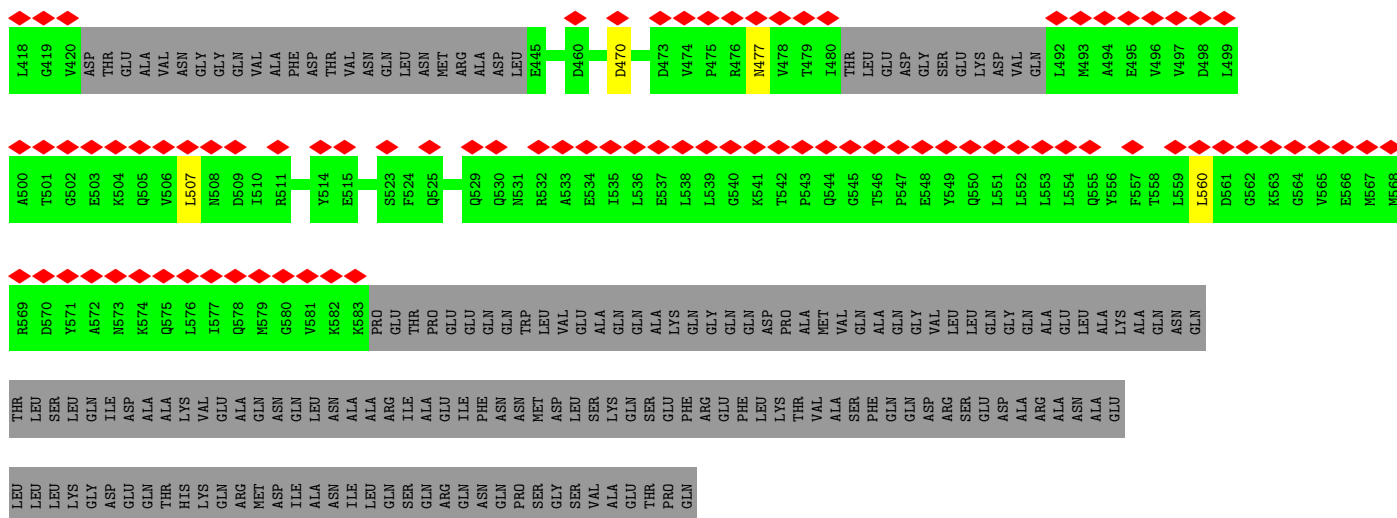 L418 G419 V420 ASP THR GLU ALA VAL ASN GLY GLY GLN VAL ALA PHE ASP THR VAL ASN GLN LEU ASN MET ARG ALA ASP LEU E445 D460 D470 D473 V474 P475 R476 N477 V478 T479 I480 THR LEU GLU ASP GLY SER GLU LYS ASP VAL GLN L492 M493 A494 E495 V496 V497 D498 L499
A500 T501 G502 E503 K504 Q505 V506 L507 N508 D509 I510 R511 Y514 E515 S523 F524 Q525 Q529 Q530 N531 R532 A533 E534 I535 L536 E537 L538 L539 G540 K541 T542 P543 Q544 G545 T546 P547 E548 Y549 Q550 L551 L552 L553 L554 Q555 Y556 F557 T558 L559 L560 D561 G562 K563 G564 V565 E566 M567 M568
R569 D570 Y571 A572 N573 K574 Q575 L576 I577 Q578 M579 G580 V581 K582 K583 PRO GLU THR PRO GLU GLU GLN GLN TRP LEU VAL GLU ALA GLN GLN ALA LYS GLN GLY GLN GLN ASP PRO ALA MET VAL GLN ALA GLN GLY VAL LEU LEU GLN GLY GLN ALA GLU LEU ALA LYS ALA GLN ASN GLN
THR LEU SER LEU GLN ILE ASP ALA ALA LYS VAL GLU ALA GLN ASN GLN LEU ASN ALA ALA ARG ILE ALA GLU ILE PHE ASN ASN MET ASP LEU SER LYS GLN SER GLU PHE ARG GLU PHE LEU LYS THR VAL ALA SER PHE GLN GLN ASP ARG SER GLU ASP ALA ARG ALA ASN ALA GLU
LEU LEU LEU LYS GLY ASP GLU GLN THR HIS LYS GLN ARG MET ASP ILE ALA ASN ILE LEU GLN SER GLN ARG GLN ASN GLN PRO SER GLY SER VAL ALA GLU THR PRO GLN